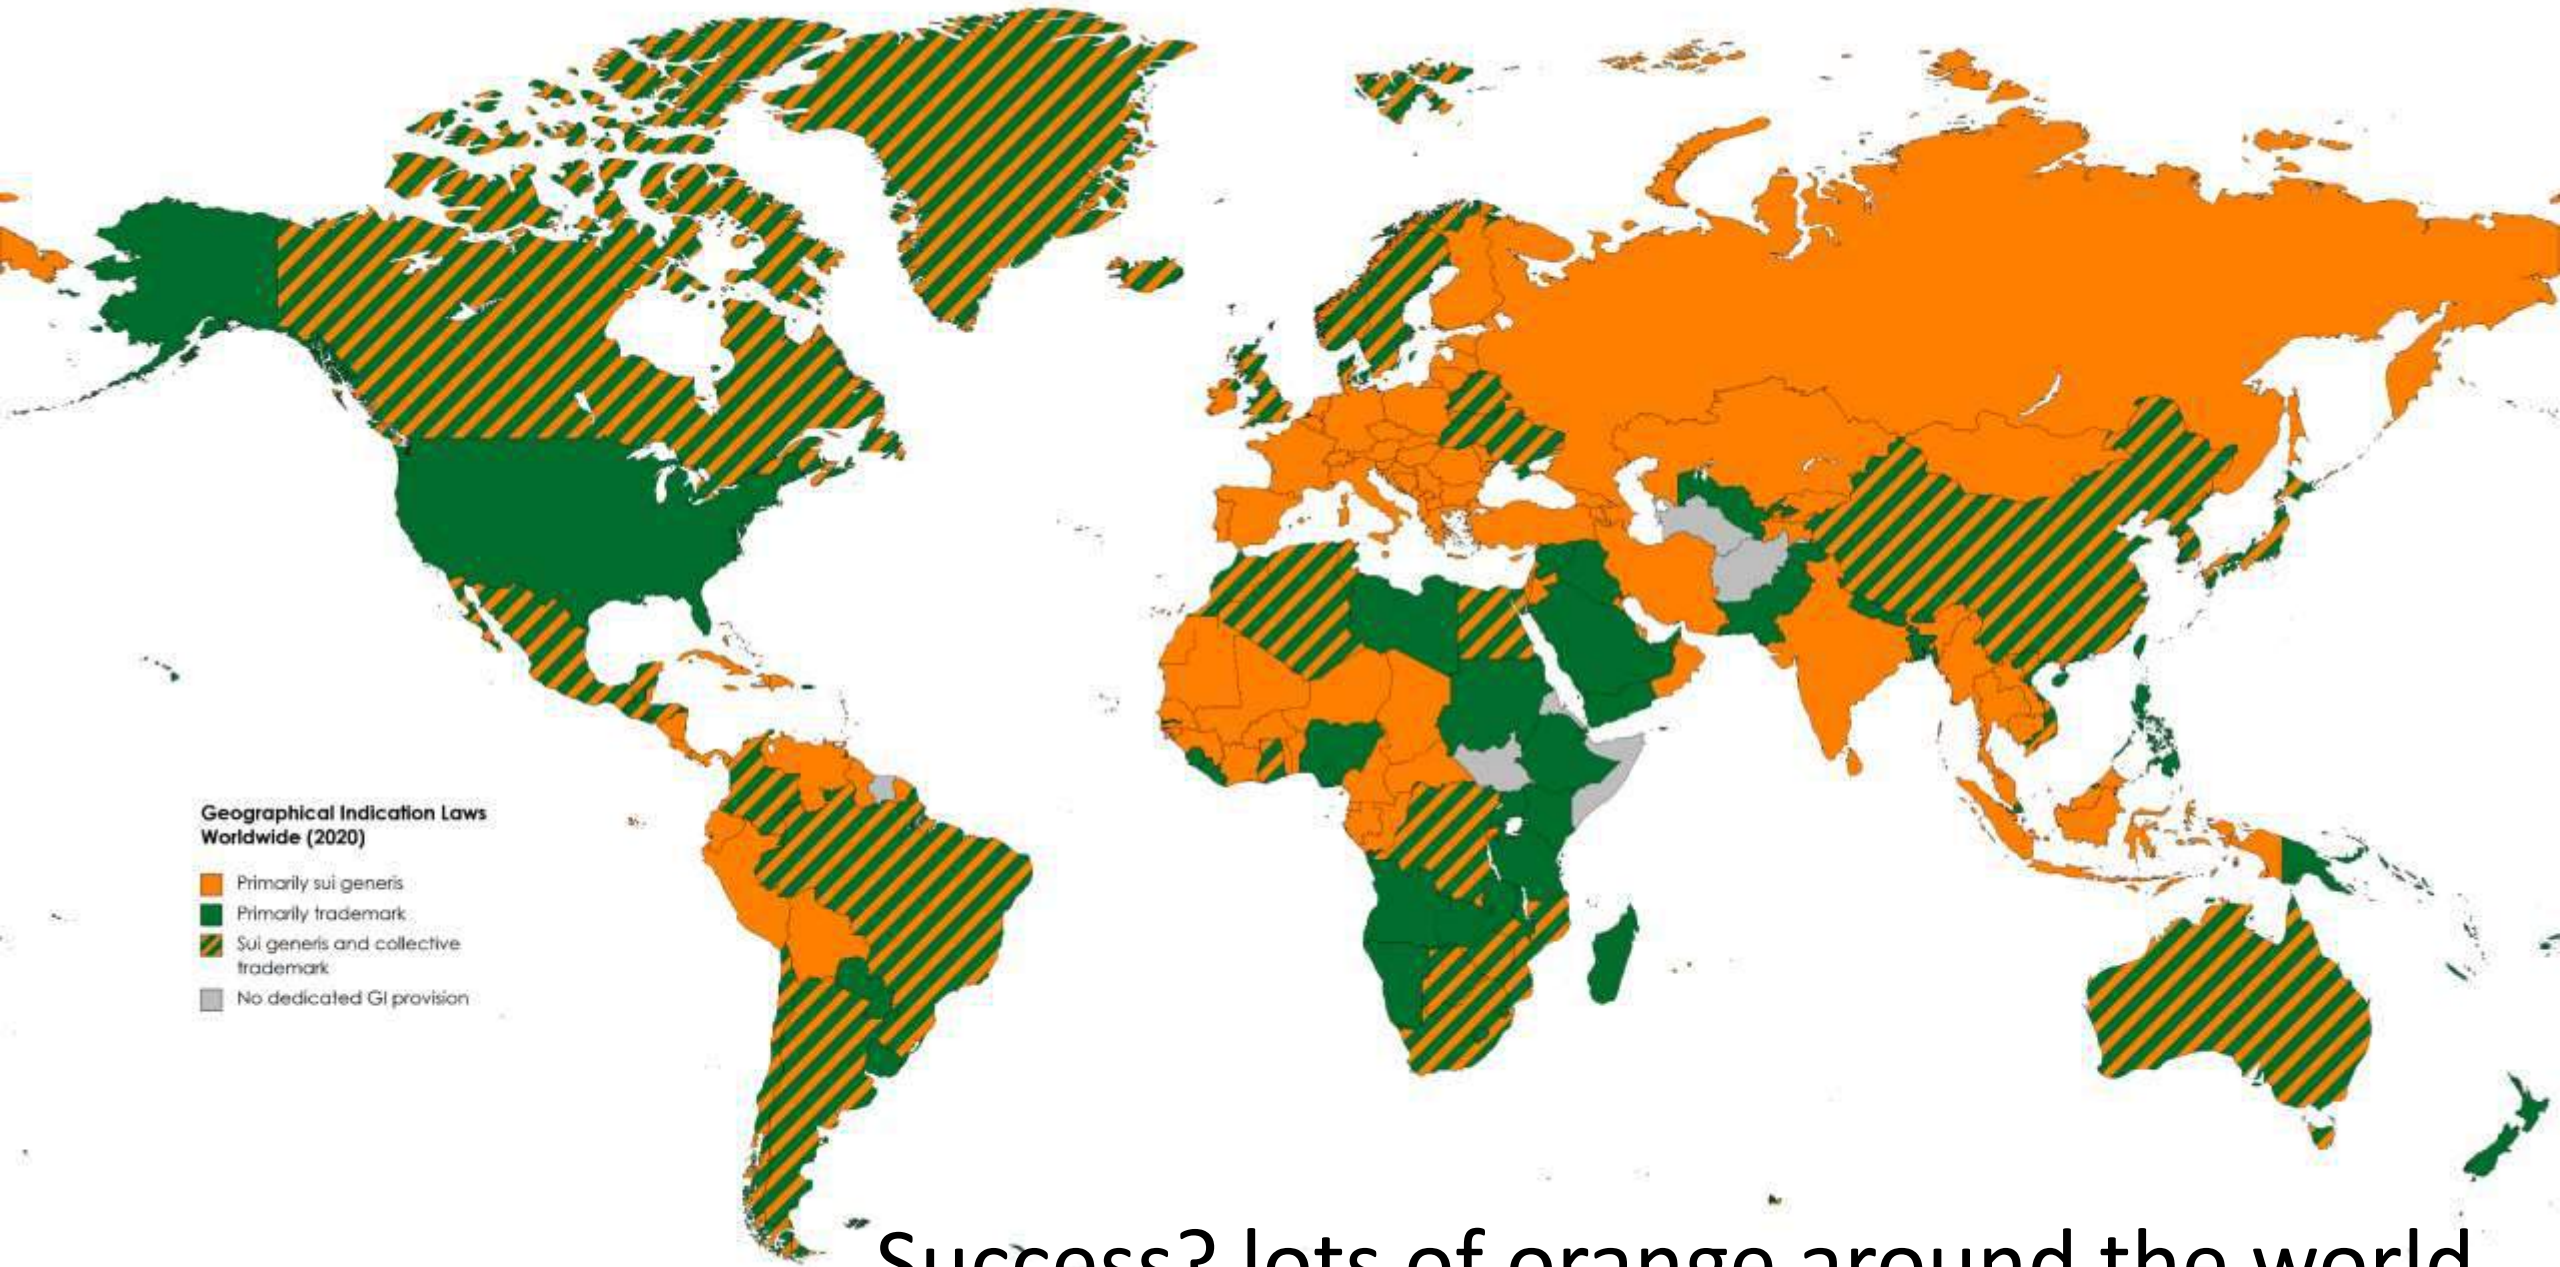 Geographical Indication Laws
Worldwide (2020)
Primarily sui generis
Primarily trademark
Sui generis and collective
trademark
No dedicated GI provision
Success? lots of orange around the world